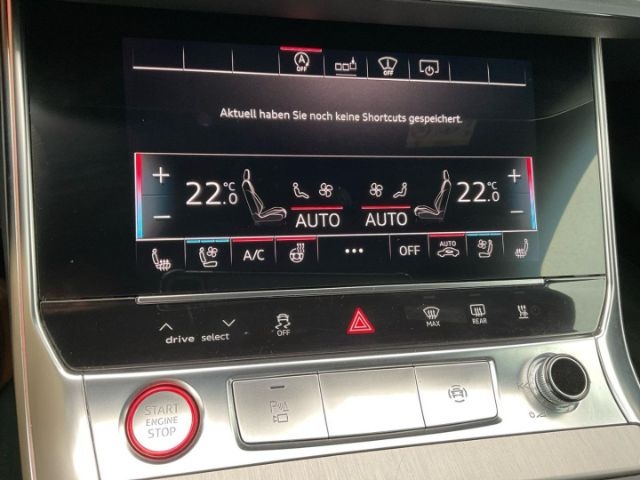 A
OFF
OFF
Aktuell haben Sie noch keine Shortcuts gespeichert.
+ 22.0 °C 22.0 °C +
− AUTO AUTO −
A/C ••• OFF AUTO
drive select
OFF
MAX
REAR
START
ENGINE
STOP
P